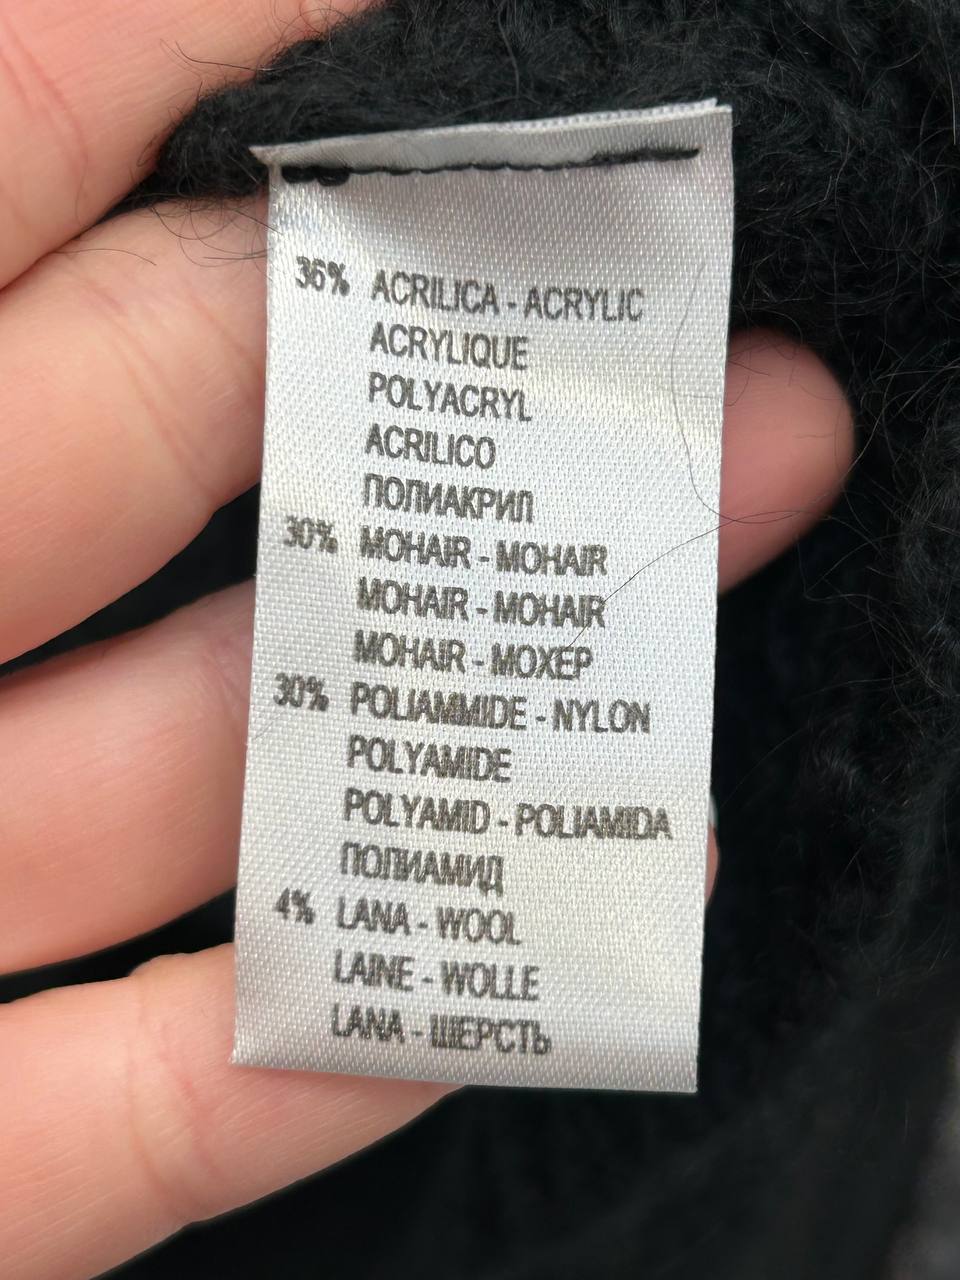 36% ACRILICA - ACRYLIC
ACRYLIQUE
POLYACRYL
ACRILICO
ПОЛИАКРИЛ
30% MOHAIR - MOHAIR
MOHAIR - MOHAIR
MOHAIR - МОХЕР
30% POLIAMMIDE - NYLON
POLYAMIDE
POLYAMID - POLIAMIDA
ПОЛИАМИД
4% LANA - WOOL
LAINE - WOLLE
LANA - ШЕРСТЬ